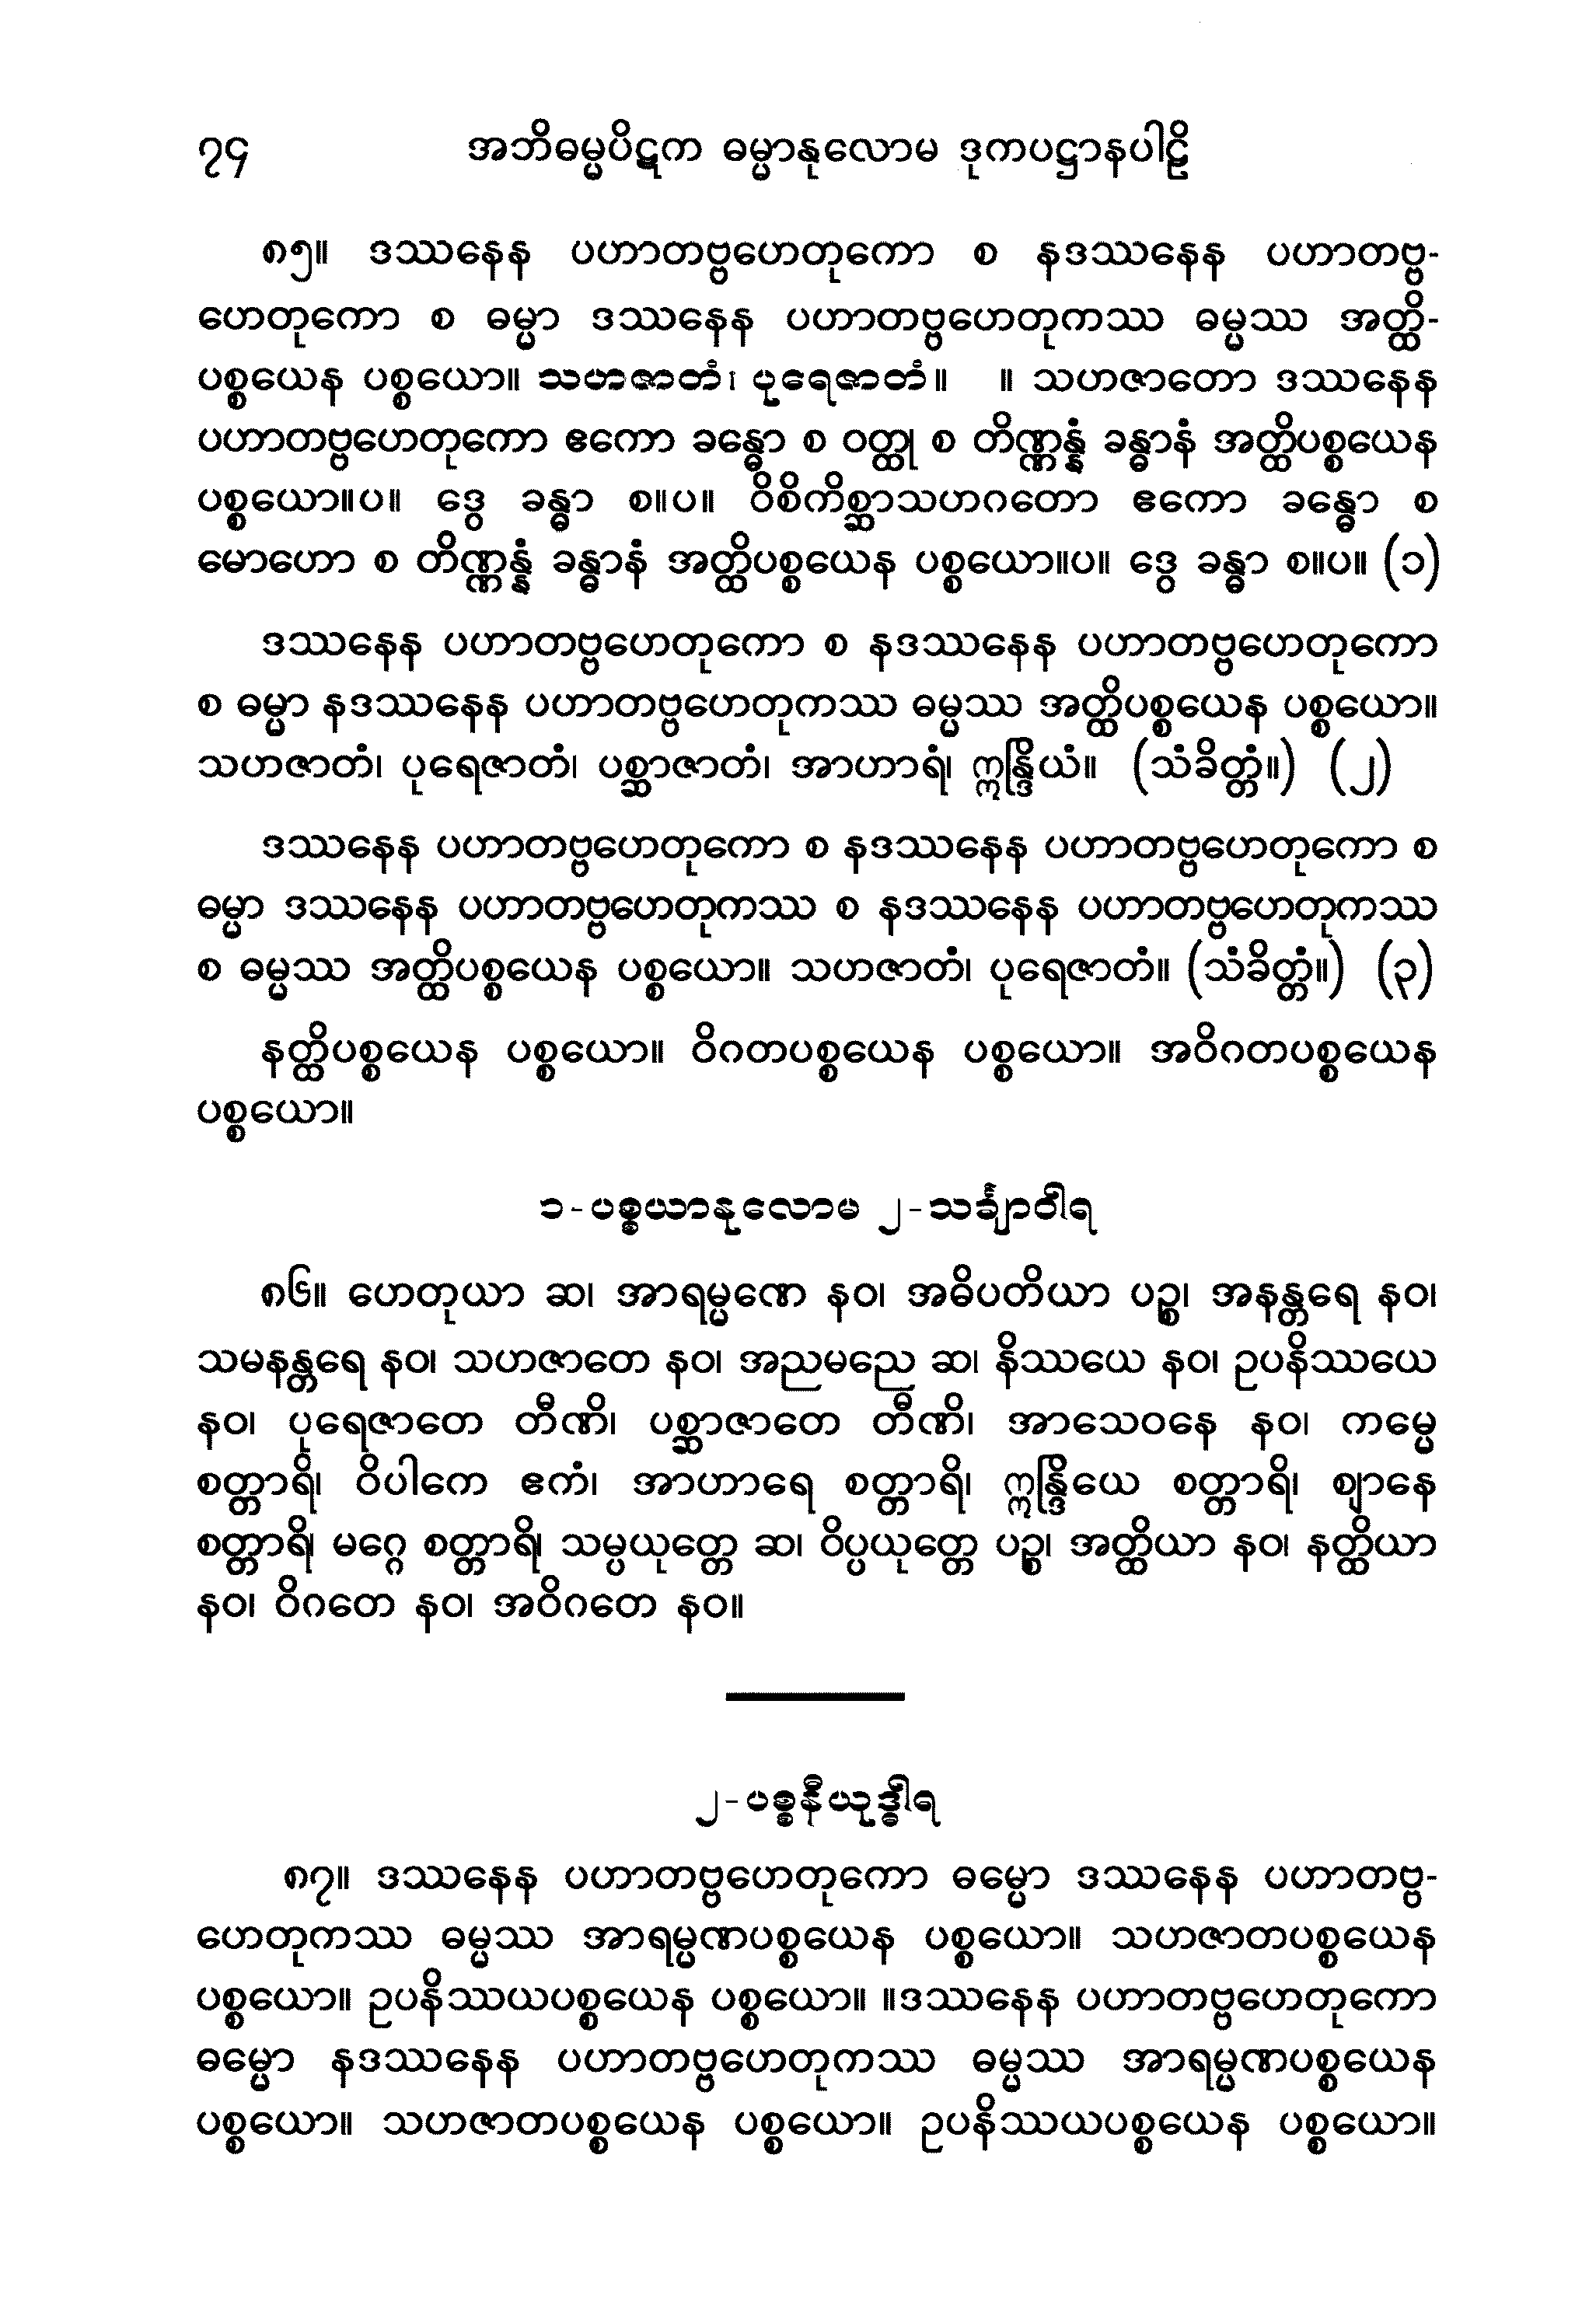 ၇၄ အဘိဓမ္မပိဋက ဓမ္မာနုလောမ ဒုကပဋ္ဌာနပါဠိ
၈၅။ ဒဿနေန ပဟာတဗ္ဗဟေတုကော စ နဒဿနေန ပဟာတဗ္ဗ-
ဟေတုကော စ ဓမ္မာ ဒဿနေန ပဟာတဗ္ဗဟေတုကဿ ဓမ္မဿ အတ္ထိ-
ပစ္စယေန ပစ္စယော။ သဟဇာတံ၊ ပုရေဇာတံ။ ။ သဟဇာတော ဒဿနေန
ပဟာတဗ္ဗဟေတုကော ဧကော ခန္ဓော စ ဝတ္ထု စ တိဏ္ဏန္နံ ခန္ဓာနံ အတ္ထိပစ္စယေန
ပစ္စယော။ပ။ ဒွေ ခန္ဓာ စ။ပ။ ဝိစိကိစ္ဆာသဟဂတော ဧကော ခန္ဓော စ
မောဟော စ တိဏ္ဏန္နံ ခန္ဓာနံ အတ္ထိပစ္စယေန ပစ္စယော။ပ။ ဒွေ ခန္ဓာ စ။ပ။ (၁)
ဒဿနေန ပဟာတဗ္ဗဟေတုကော စ နဒဿနေန ပဟာတဗ္ဗဟေတုကော
စ ဓမ္မာ နဒဿနေန ပဟာတဗ္ဗဟေတုကဿ ဓမ္မဿ အတ္ထိပစ္စယေန ပစ္စယော။
သဟဇာတံ၊ ပုရေဇာတံ၊ ပစ္ဆာဇာတံ၊ အာဟာရံ၊ ဣန္ဒြိယံ။ (သံခိတ္တံ။) (၂)
ဒဿနေန ပဟာတဗ္ဗဟေတုကော စ နဒဿနေန ပဟာတဗ္ဗဟေတုကော စ
ဓမ္မာ ဒဿနေန ပဟာတဗ္ဗဟေတုကဿ စ နဒဿနေန ပဟာတဗ္ဗဟေတုကဿ
စ ဓမ္မဿ အတ္ထိပစ္စယေန ပစ္စယော။ သဟဇာတံ၊ ပုရေဇာတံ။ (သံခိတ္တံ။) (၃)
နတ္ထိပစ္စယေန ပစ္စယော။ ဝိဂတပစ္စယေန ပစ္စယော။ အဝိဂတပစ္စယေန
ပစ္စယော။
၁-ပစ္စယာနုလောမ ၂-သင်္ချာဝါရ
၈၆။ ဟေတုယာ ဆ၊ အာရမ္မဏေ နဝ၊ အဓိပတိယာ ပဉ္စ၊ အနန္တရေ နဝ၊
သမနန္တရေ နဝ၊ သဟဇာတေ နဝ၊ အညမညေ ဆ၊ နိဿယေ နဝ၊ ဥပနိဿယေ
နဝ၊ ပုရေဇာတေ တီဏိ၊ ပစ္ဆာဇာတေ တီဏိ၊ အာသေဝနေ နဝ၊ ကမ္မေ
စတ္တာရိ၊ ဝိပါကေ ဧကံ၊ အာဟာရေ စတ္တာရိ၊ ဣန္ဒြိယေ စတ္တာရိ၊ ဈာနေ
စတ္တာရိ၊ မဂ္ဂေ စတ္တာရိ၊ သမ္ပယုတ္တေ ဆ၊ ဝိပ္ပယုတ္တေ ပဉ္စ၊ အတ္ထိယာ နဝ၊ နတ္ထိယာ
နဝ၊ ဝိဂတေ နဝ၊ အဝိဂတေ နဝ။
၂-ပစ္စနီယုဒ္ဓါရ
၈၇။ ဒဿနေန ပဟာတဗ္ဗဟေတုကော ဓမ္မော ဒဿနေန ပဟာတဗ္ဗ-
ဟေတုကဿ ဓမ္မဿ အာရမ္မဏပစ္စယေန ပစ္စယော။ သဟဇာတပစ္စယေန
ပစ္စယော။ ဥပနိဿယပစ္စယေန ပစ္စယော။ ။ဒဿနေန ပဟာတဗ္ဗဟေတုကော
ဓမ္မော နဒဿနေန ပဟာတဗ္ဗဟေတုကဿ ဓမ္မဿ အာရမ္မဏပစ္စယေန
ပစ္စယော။ သဟဇာတပစ္စယေန ပစ္စယော။ ဥပနိဿယပစ္စယေန ပစ္စယော။